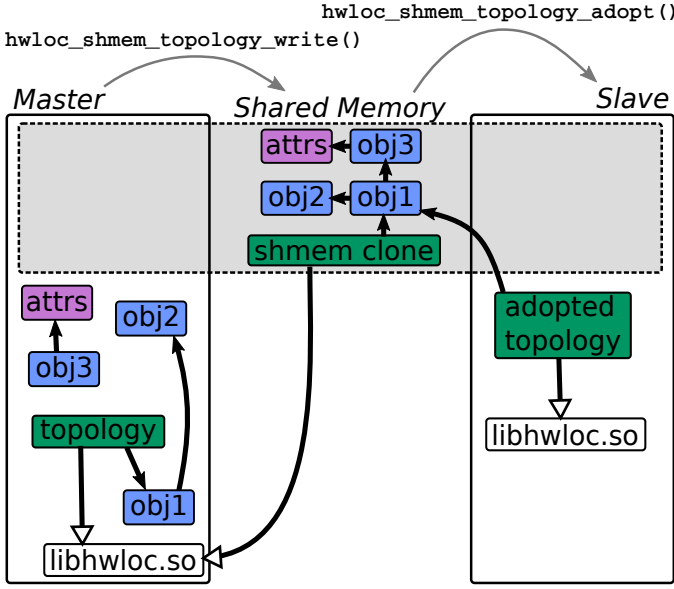 hwloc_shmem_topology_adopt()
hwloc_shmem_topology_write()
Master
Shared Memory
Slave
attrs
obj3
obj2
obj1
shmem clone
attrs
obj2
obj3
adopted
topology
topology
libhwloc.so
obj1
libhwloc.so